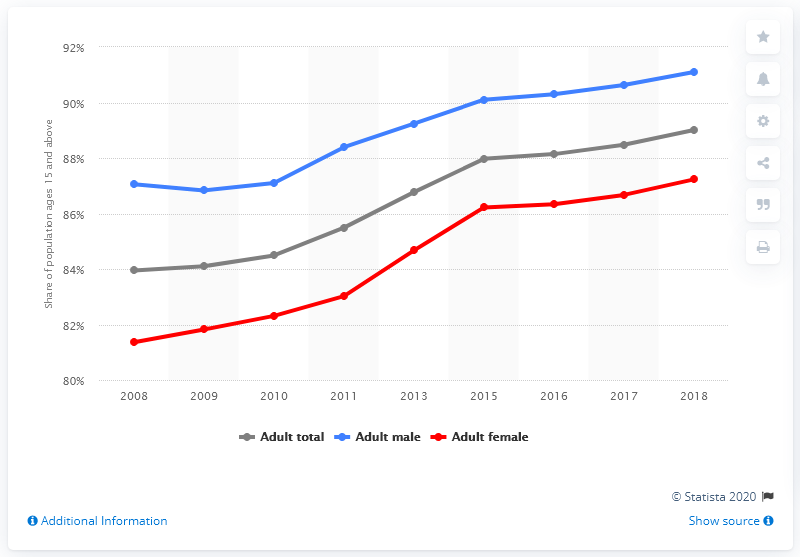 92%
90%
88%
86%
84%
82%
80%
Share of population ages 15 and above
2008 2009 2010 2011 2013 2015 2016 2017 2018
Adult total Adult male Adult female
© Statista 2020
Additional Information Show source